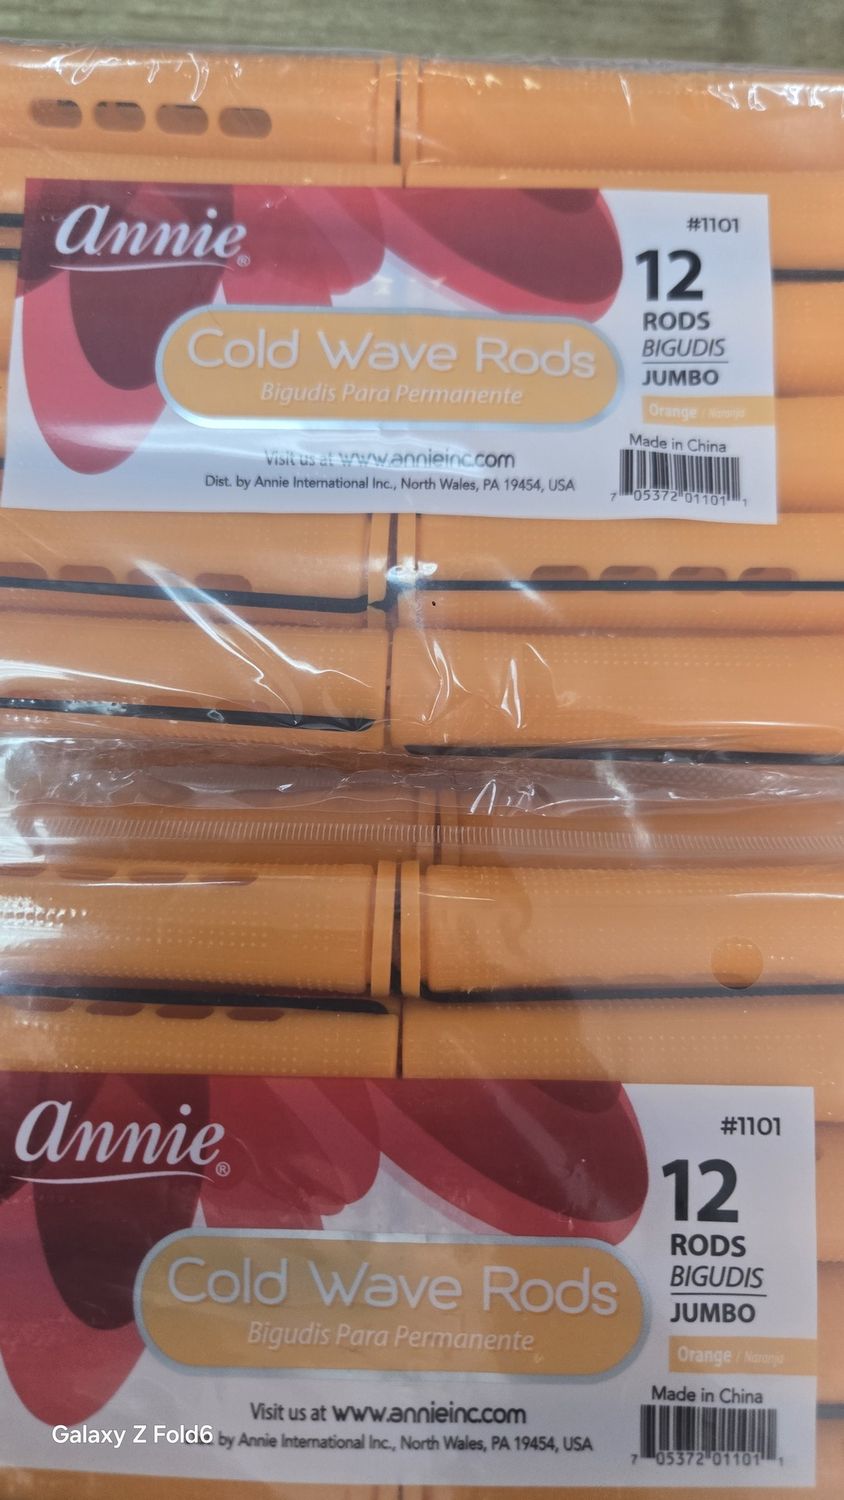 Annie®
#1101
12
RODS
BIGUDIS
JUMBO
Orange / Naranja
Cold Wave Rods
Bigudis Para Permanente
Made in China
Visit us at www.annieinc.com
Dist. by Annie International Inc., North Wales, PA 19454, USA
7 05372 01101 1
Annie®
#1101
12
RODS
BIGUDIS
JUMBO
Orange / Naranja
Cold Wave Rods
Bigudis Para Permanente
Made in China
Visit us at www.annieinc.com
by Annie International Inc., North Wales, PA 19454, USA
7 05372 01101 1
Galaxy Z Fold6